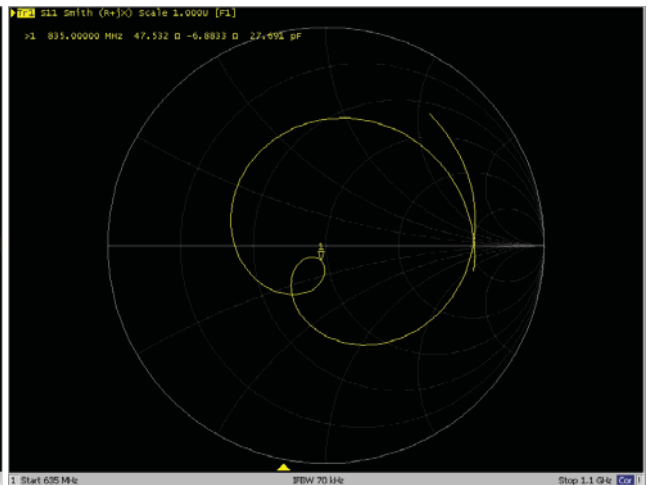 Tr1 S11 Smith (R+jX) Scale 1.000U [F1]
>1 835.00000 MHz 47.532 Ω -6.8833 Ω 27.691 pF
1
1 Start 635 MHz IFBW 70 kHz Stop 1.1 GHz Cor !